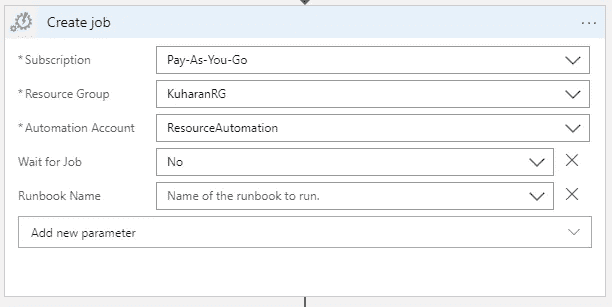 Create job
...
* Subscription Pay-As-You-Go
* Resource Group KuharanRG
* Automation Account ResourceAutomation
Wait for Job No
Runbook Name Name of the runbook to run.
Add new parameter